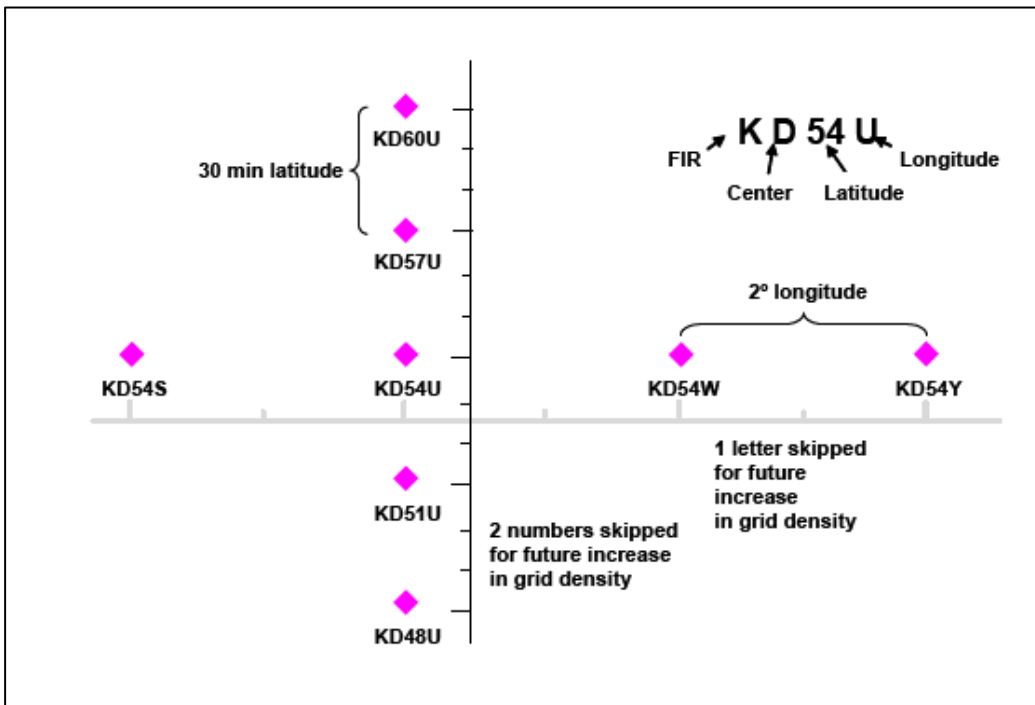 KD60U
K D 54 U
FIR
Longitude
30 min latitude
Center
Latitude
KD57U
2º longitude
KD54S
KD54U
KD54W
KD54Y
1 letter skipped
for future
increase
in grid density
KD51U
2 numbers skipped
for future increase
in grid density
KD48U